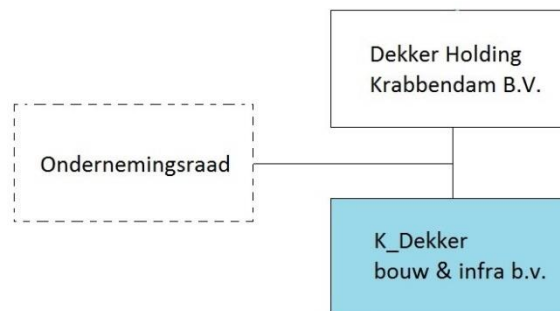 Dekker Holding
Krabbendam B.V.
Ondernemingsraad
K_Dekker
bouw & infra b.v.